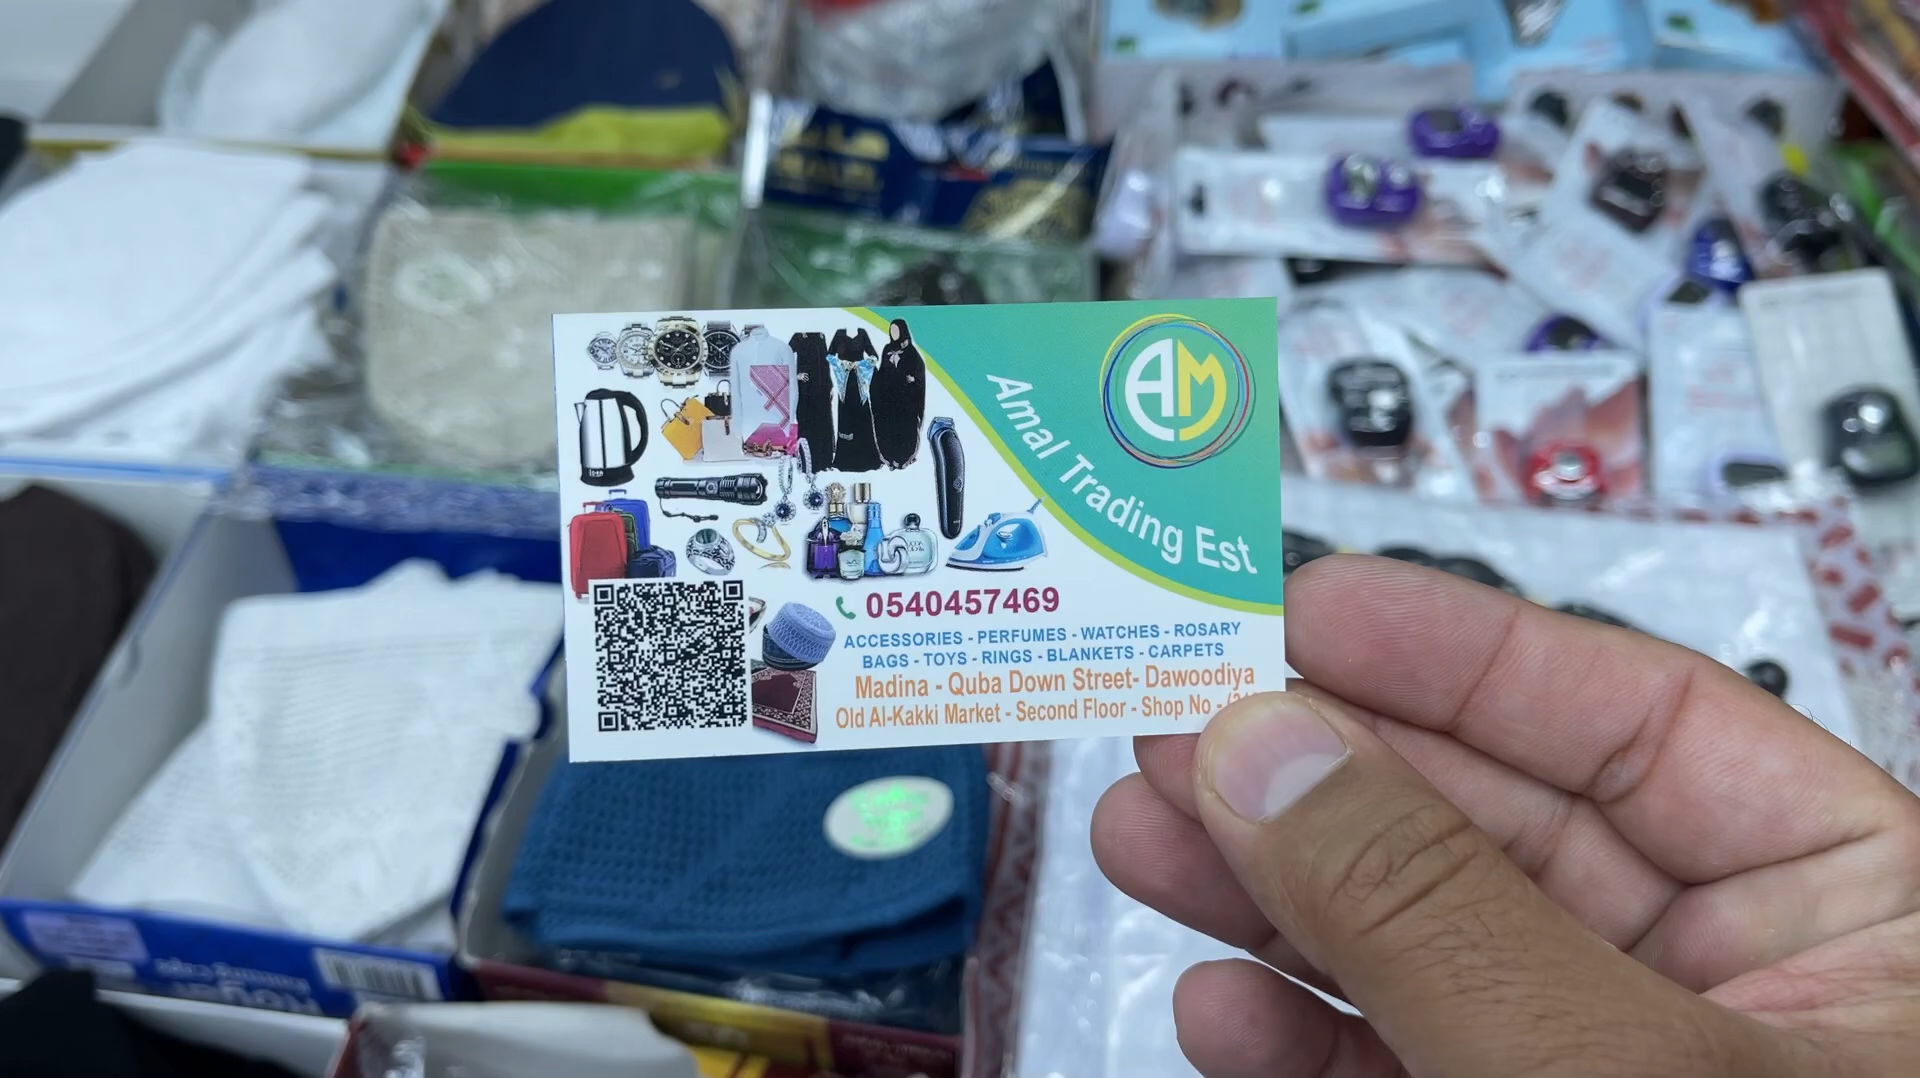 AM
Amal Trading Est
0540457469
ACCESSORIES - PERFUMES - WATCHES - ROSARY
BAGS - TOYS - RINGS - BLANKETS - CARPETS
Madina - Quba Down Street- Dawoodiya
Old Al-Kakki Market - Second Floor - Shop No -